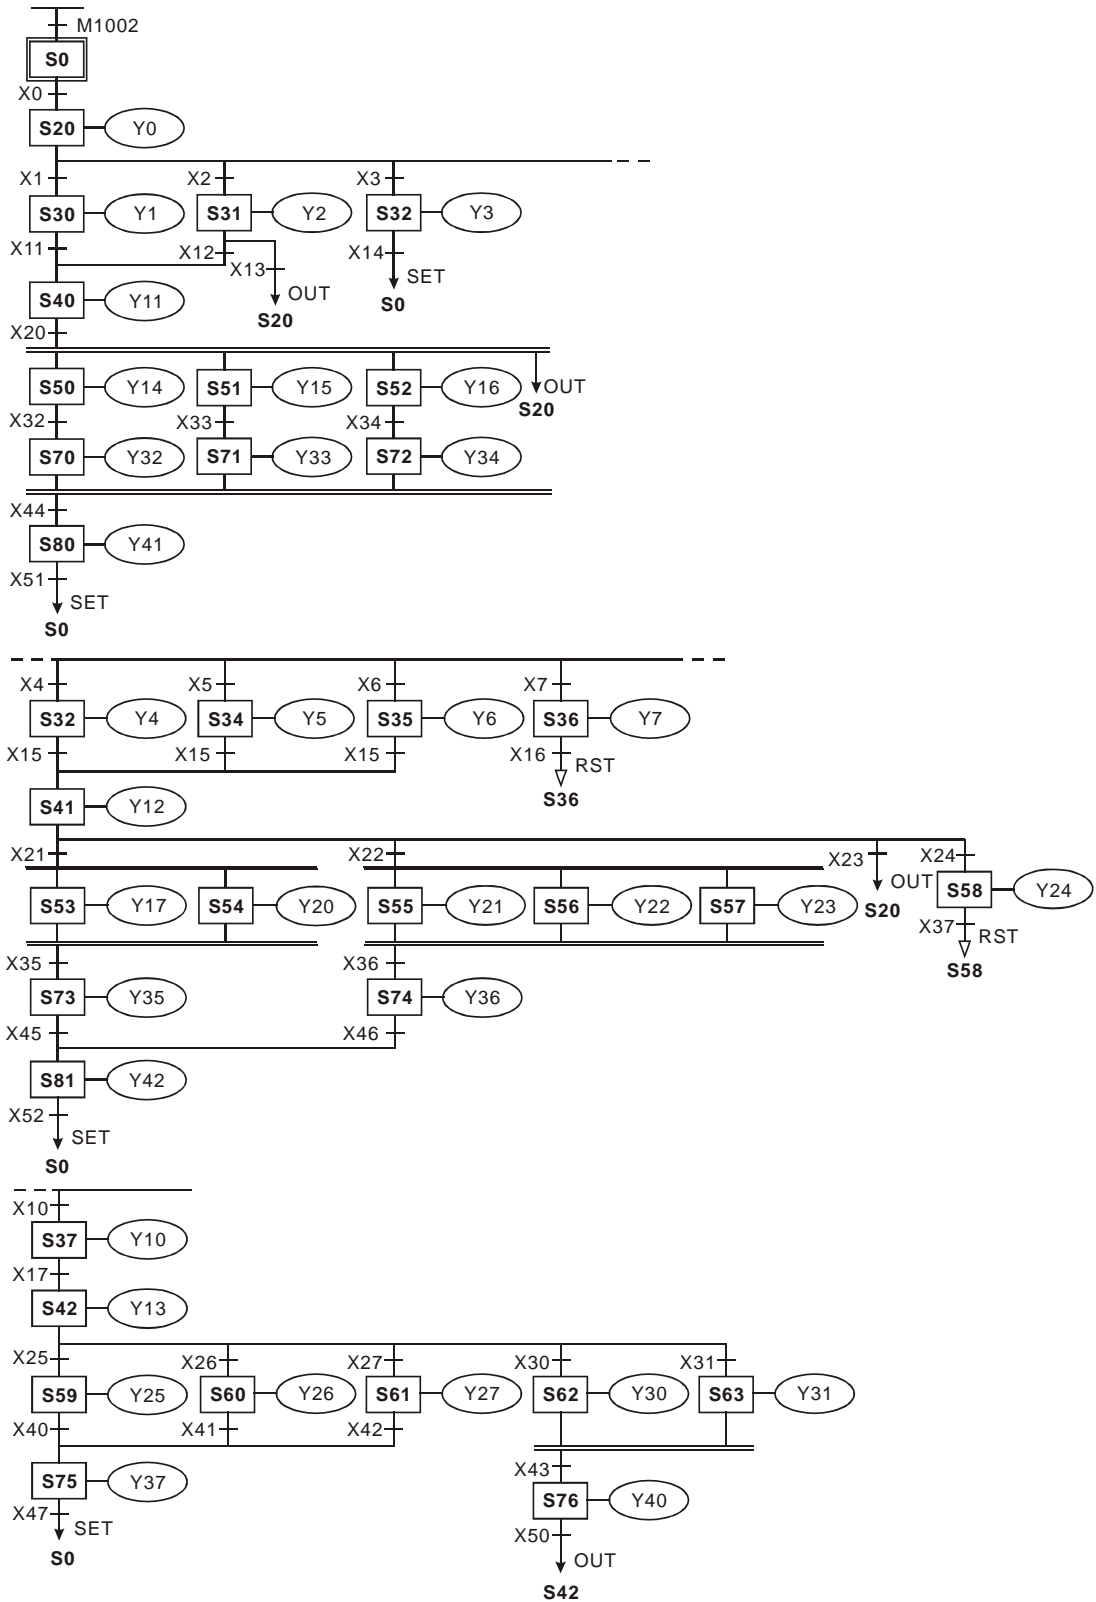 M1002
S0
X0
S20 Y0
X1 X2 X3
S30 Y1 S31 Y2 S32 Y3
X11 X12 X13 X14
SET
OUT S0
S20
S40 Y11
X20
S50 Y14 S51 Y15 S52 Y16 OUT
S20
X32 X33 X34
S70 Y32 S71 Y33 S72 Y34
X44
S80 Y41
X51
SET
S0
X4 X5 X6 X7
S32 Y4 S34 Y5 S35 Y6 S36 Y7
X15 X15 X15 X16
RST
S36
S41 Y12
X21 X22 X23 X24
OUT
S53 Y17 S54 Y20 S55 Y21 S56 Y22 S57 Y23 S20 S58 Y24
X37
RST
S58
X35 X36
S73 Y35 S74 Y36
X45 X46
S81 Y42
X52
SET
S0
X10
S37 Y10
X17
S42 Y13
X25 X26 X27 X30 X31
S59 Y25 S60 Y26 S61 Y27 S62 Y30 S63 Y31
X40 X41 X42
X43
S75 Y37 S76 Y40
X47 X50
SET OUT
S0 S42